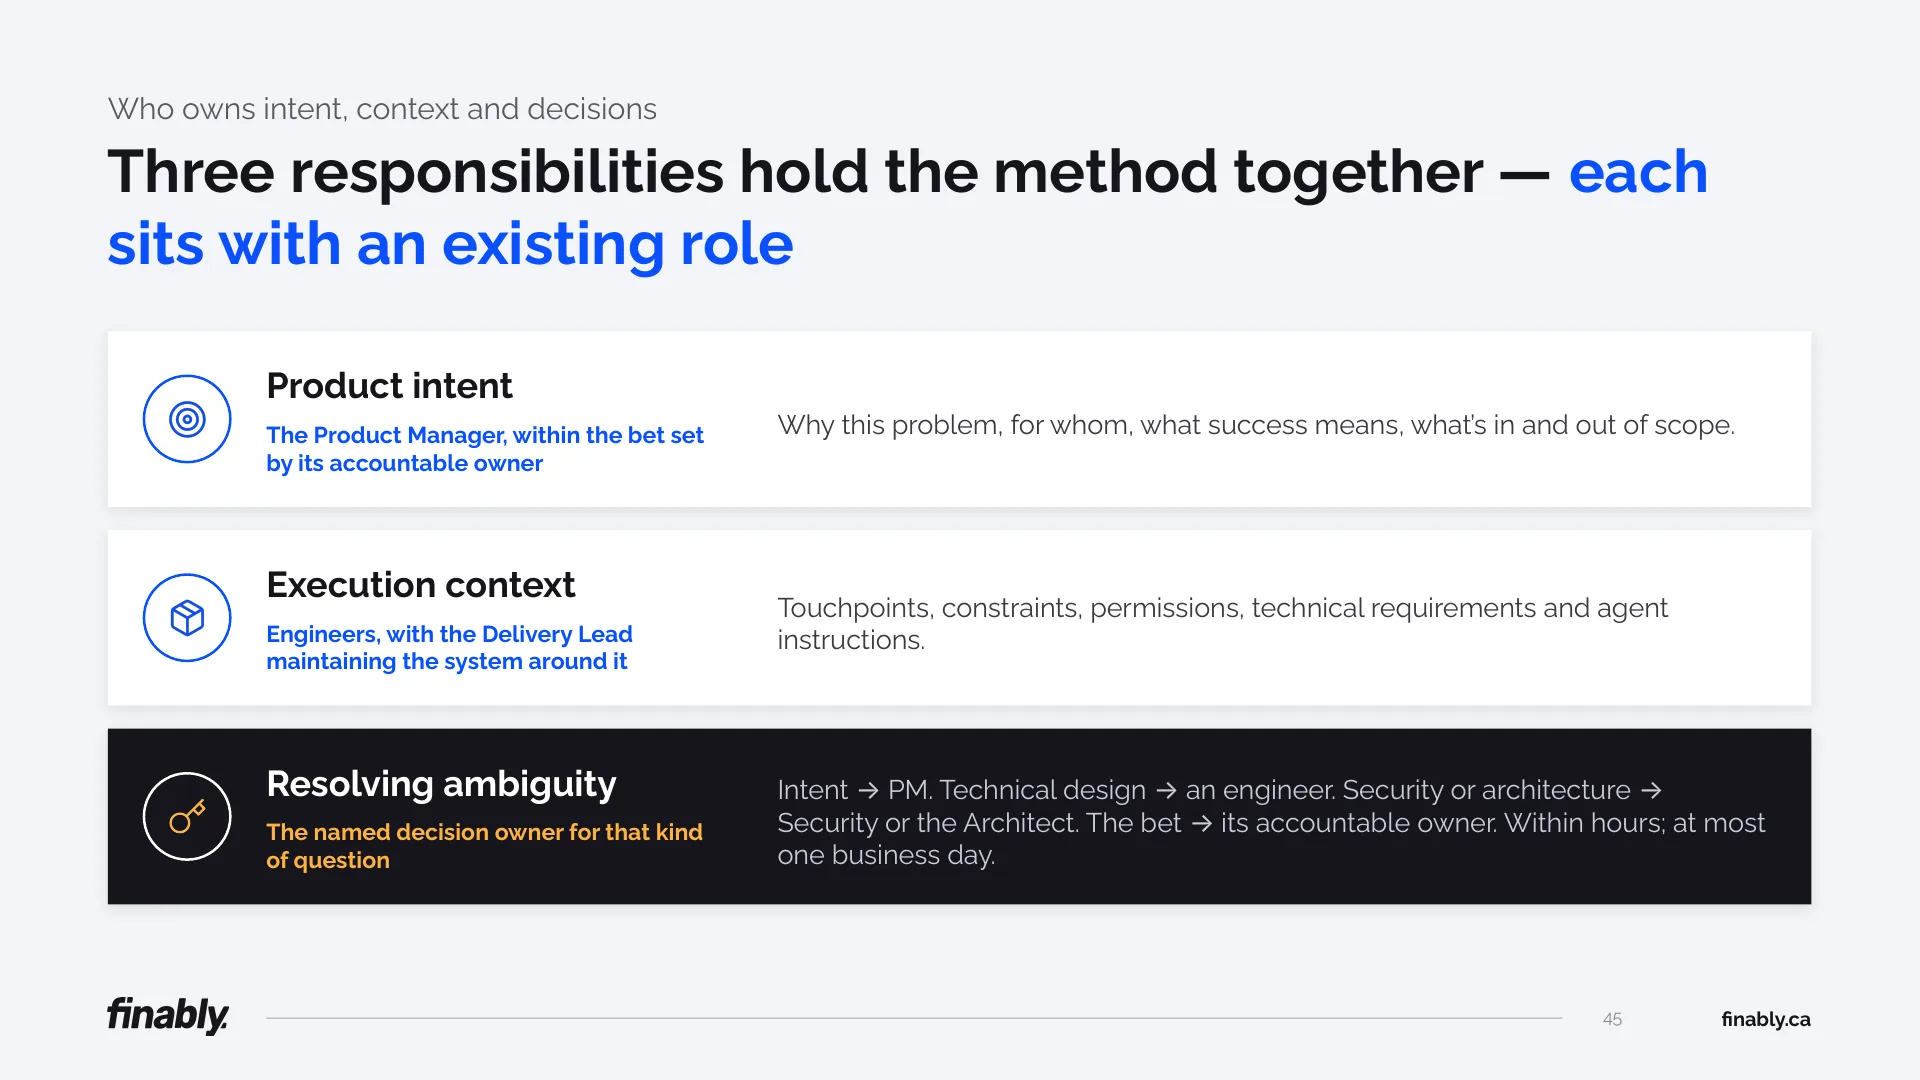 Who owns intent, context and decisions
Three responsibilities hold the method together — each
sits with an existing role
Product intent
The Product Manager, within the bet set
by its accountable owner
Why this problem, for whom, what success means, what’s in and out of scope.
Execution context
Engineers, with the Delivery Lead
maintaining the system around it
Touchpoints, constraints, permissions, technical requirements and agent
instructions.
Resolving ambiguity
The named decision owner for that kind
of question
Intent → PM. Technical design → an engineer. Security or architecture →
Security or the Architect. The bet → its accountable owner. Within hours; at most
one business day.
finably.
45
finably.ca